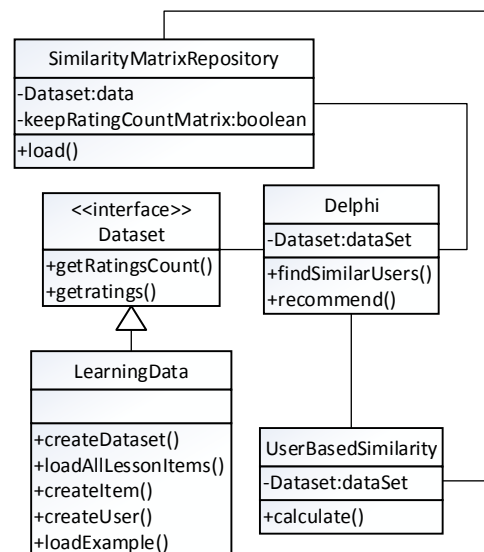 SimilarityMatrixRepository
-Dataset:data
-keepRatingCountMatrix:boolean
+load()
<<interface>>
Dataset
+getRatingsCount()
+getratings()
Delphi
-Dataset:dataSet
+findSimilarUsers()
+recommend()
LearningData
+createDataset()
+loadAllLessonItems()
+createItem()
+createUser()
+loadExample()
UserBasedSimilarity
-Dataset:dataSet
+calculate()